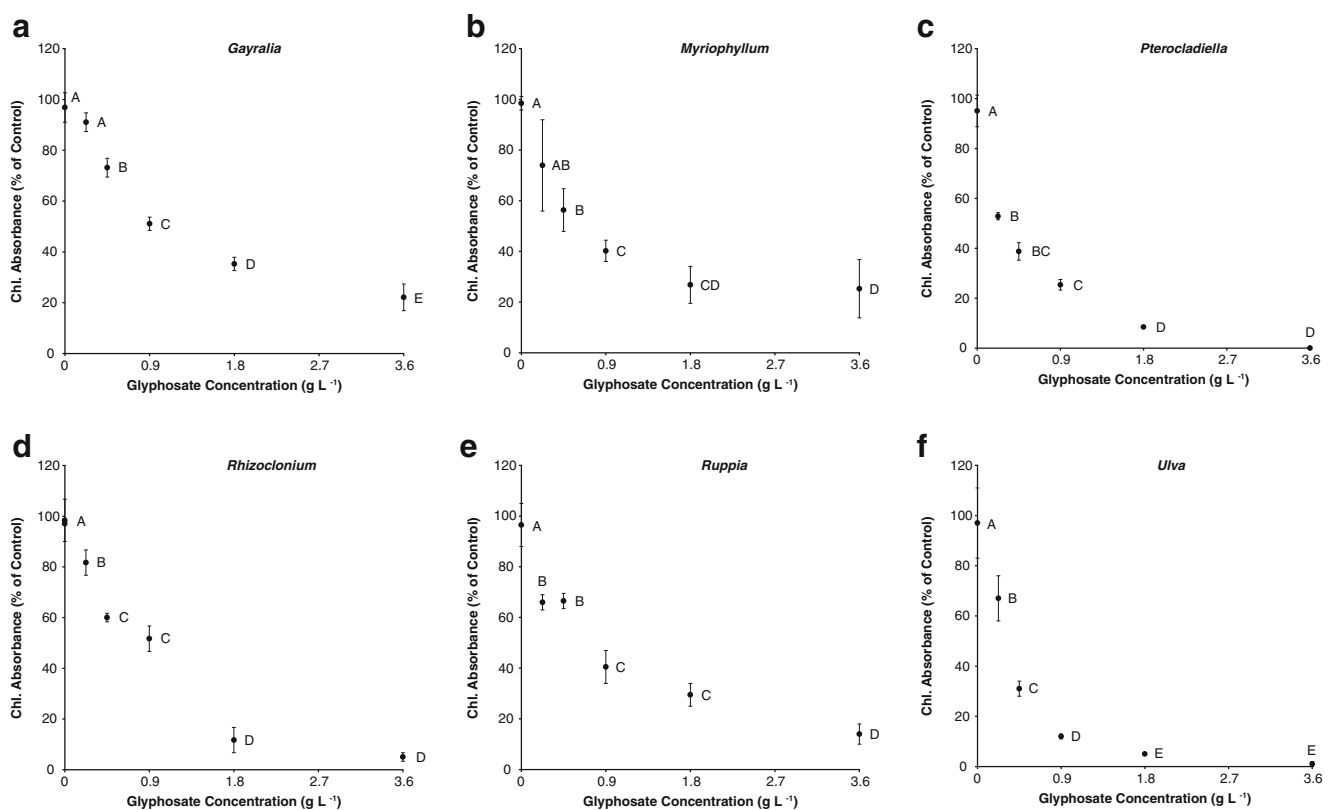 a
Gayralia
120
100
80
60
40
20
0
Chl. Absorbance (% of Control)
A
A
B
C
D
E
0 0.9 1.8 2.7 3.6
Glyphosate Concentration (g L -1)
b
Myriophyllum
120
100
80
60
40
20
0
Chl. Absorbance (% of Control)
A
AB
B
C
CD
D
0 0.9 1.8 2.7 3.6
Glyphosate Concentration (g L -1)
c
Pterocladiella
120
100
80
60
40
20
0
Chl. Absorbance (% of Control)
A
B
BC
C
D
D
0 0.9 1.8 2.7 3.6
Glyphosate Concentration (g L -1)
d
Rhizoclonium
120
100
80
60
40
20
0
Chl. Absorbance (% of Control)
A
B
C
C
D
D
0 0.9 1.8 2.7 3.6
Glyphosate Concentration (g L -1)
e
Ruppia
120
100
80
60
40
20
0
Chl. Absorbance (% of Control)
A
B
B
C
C
D
0 0.9 1.8 2.7 3.6
Glyphosate Concentration (g L -1)
f
Ulva
120
100
80
60
40
20
0
Chl. Absorbance (% of Control)
A
B
C
D
E
E
0 0.9 1.8 2.7 3.6
Glyphosate Concentration (g L -1)